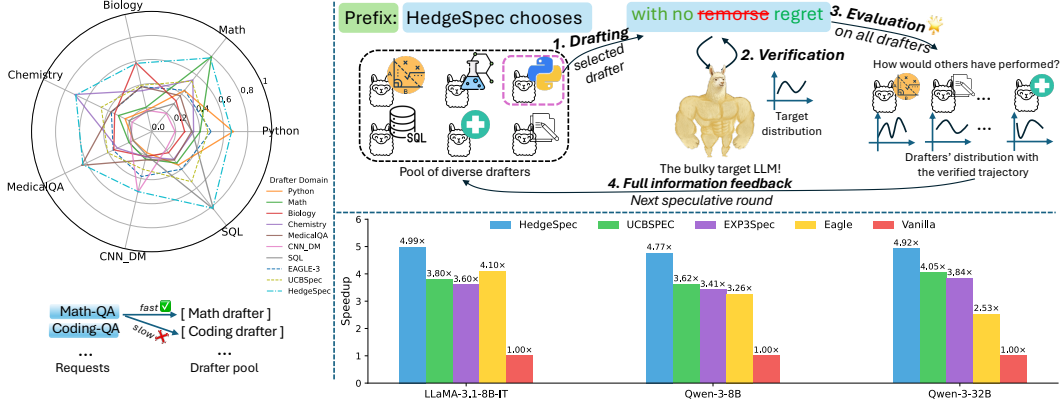 Biology
Math
Chemistry
1
0.8
0.6
0.4
0.2
0.0
Python
MedicalQA
CNN_DM
SQL
Drafter Domain
Python
Math
Biology
Chemistry
MedicalQA
CNN_DM
SQL
EAGLE-3
UCBSpec
HedgeSpec
Math-QA
fast
[ Math drafter ]
Coding-QA
slow
[ Coding drafter ]
...
...
Requests
Drafter pool
Prefix: HedgeSpec chooses
with no remorse regret
1. Drafting
selected
drafter
2. Verification
3. Evaluation
on all drafters
A
B
SQL
Pool of diverse drafters
Target
distribution
The bulky target LLM!
How would others have performed?
...
...
Drafters' distribution with
the verified trajectory
4. Full information feedback
Next speculative round
HedgeSpec
UCBSPEC
EXP3Spec
Eagle
Vanilla
Speedup
6
5
4
3
2
1
0
4.99×
3.80×
3.60×
4.10×
1.00×
4.77×
3.62×
3.41×
3.26×
1.00×
4.92×
4.05×
3.84×
2.53×
1.00×
LLaMA-3.1-8B-IT
Qwen-3-8B
Qwen-3-32B